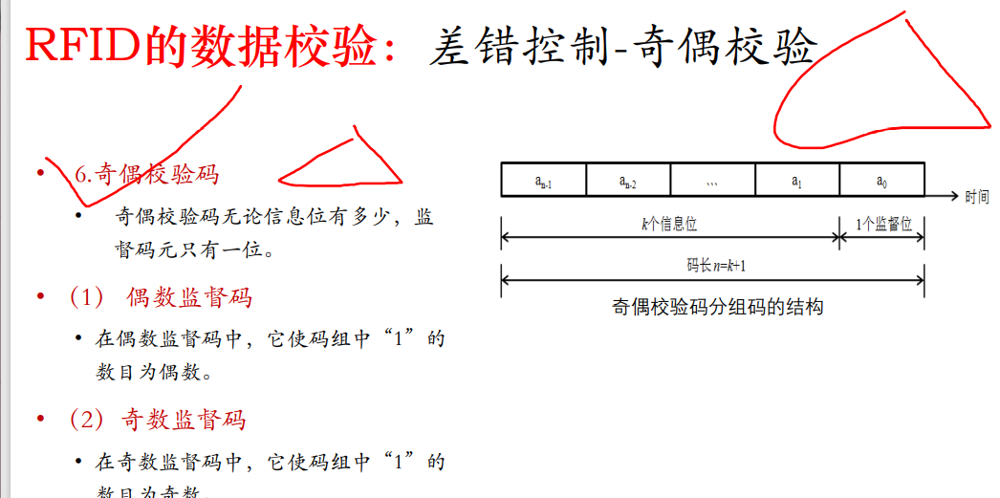 RFID的数据校验：差错控制-奇偶校验
• 6.奇偶校验码
• 奇偶校验码无论信息位有多少，监
督码元只有一位。
• （1） 偶数监督码
• 在偶数监督码中，它使码组中“1”的
数目为偶数。
• （2） 奇数监督码
• 在奇数监督码中，它使码组中“1”的
数目为奇数。
an-1 an-2 ... a1 a0 时间
k个信息位 1个监督位
码长n=k+1
奇偶校验码分组码的结构